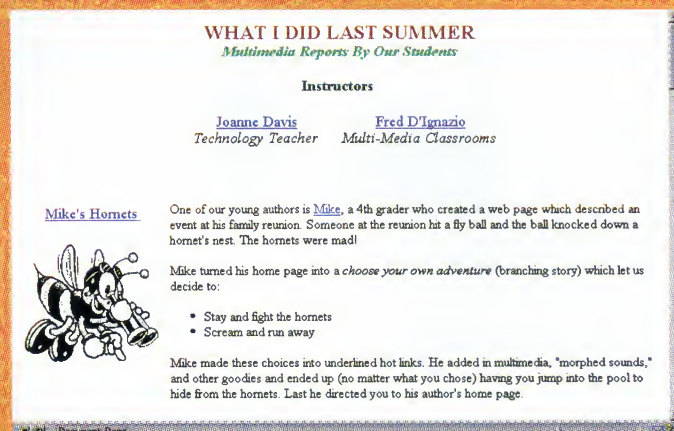 WHAT I DID LAST SUMMER
Multimedia Reports By Our Students
Instructors
Joanne Davis Fred D'Ignazio
Technology Teacher Multi-Media Classrooms
Mike's Hornets
One of our young authors is Mike, a 4th grader who created a web page which described an
event at his family reunion. Someone at the reunion hit a fly ball and the ball knocked down a
hornet's nest. The hornets were mad!
Mike turned his home page into a choose your own adventure (branching story) which let us
decide to:
• Stay and fight the hornets
• Scream and run away
Mike made these choices into underlined hot links. He added in multimedia, "morphed sounds,"
and other goodies and ended up (no matter what you chose) having you jump into the pool to
hide from the hornets. Last he directed you to his author's home page.